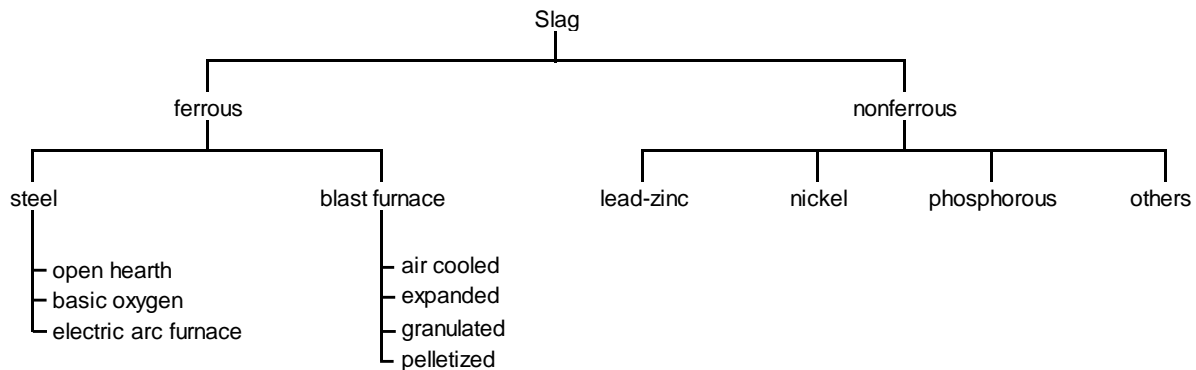 Slag
ferrous
nonferrous
steel
blast furnace
lead-zinc
nickel
phosphorous
others
open hearth
basic oxygen
electric arc furnace
air cooled
expanded
granulated
pelletized